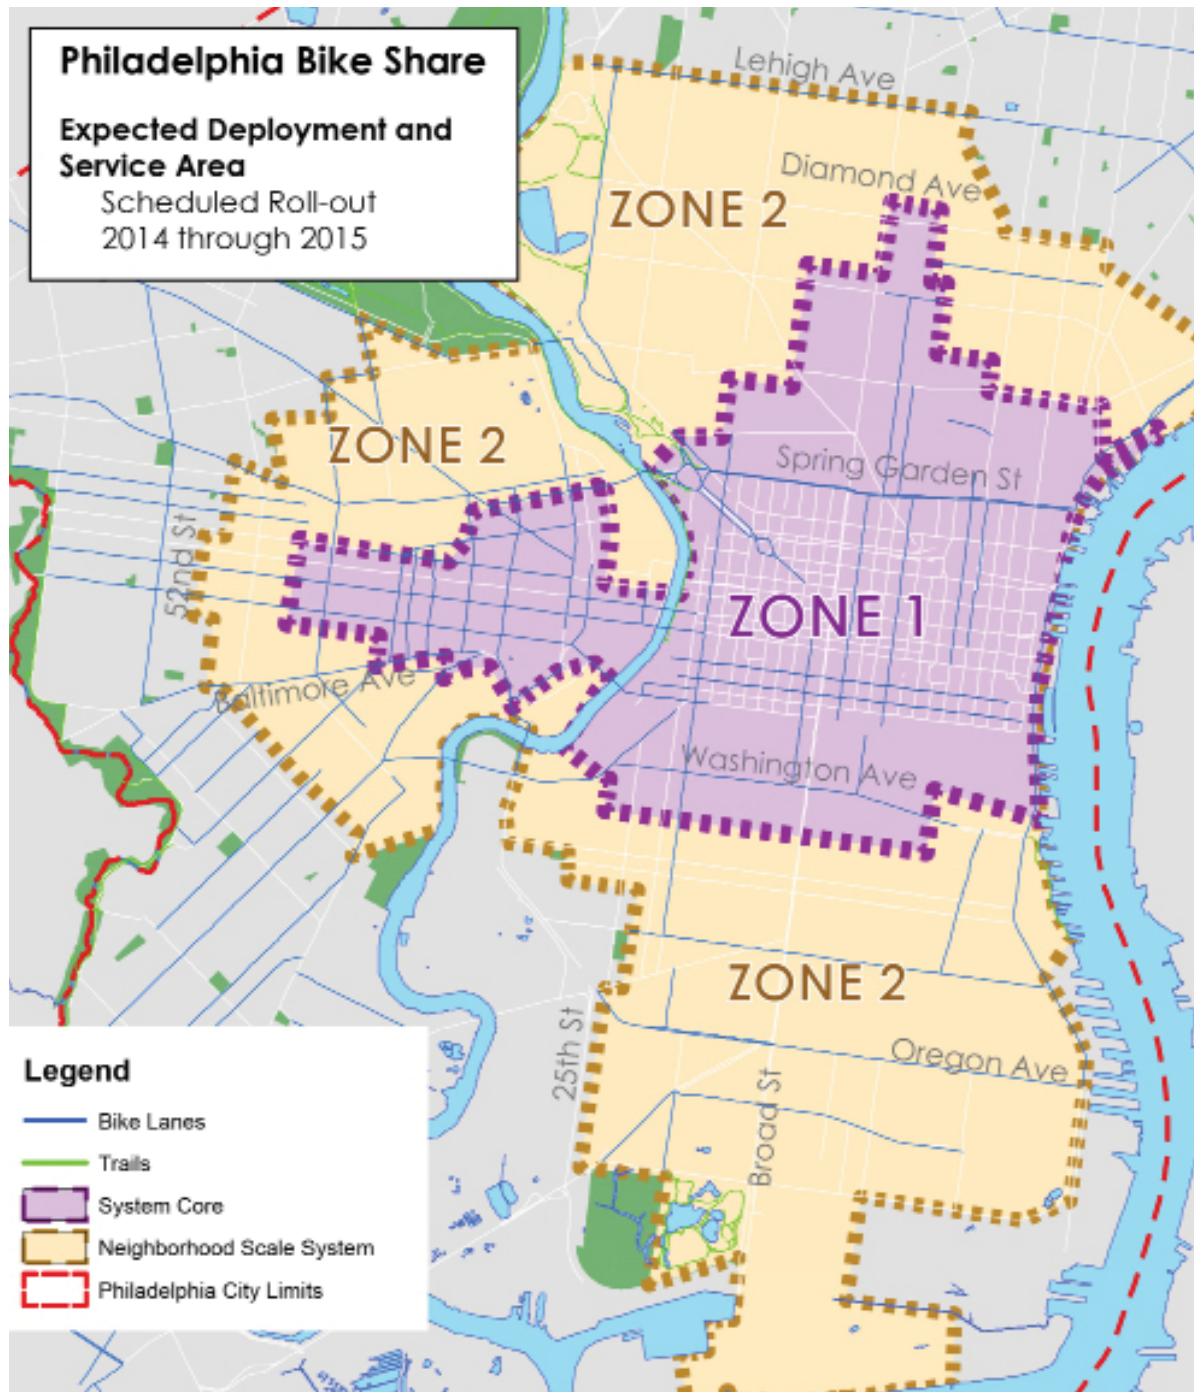 Philadelphia Bike Share
Expected Deployment and
Service Area
Scheduled Roll-out
2014 through 2015
Lehigh Ave
Diamond Ave
ZONE 2
ZONE 2
Spring Garden St
52nd St
ZONE 1
Baltimore Ave
Washington Ave
ZONE 2
25th St
Oregon Ave
Broad St
Legend
Bike Lanes
Trails
System Core
Neighborhood Scale System
Philadelphia City Limits